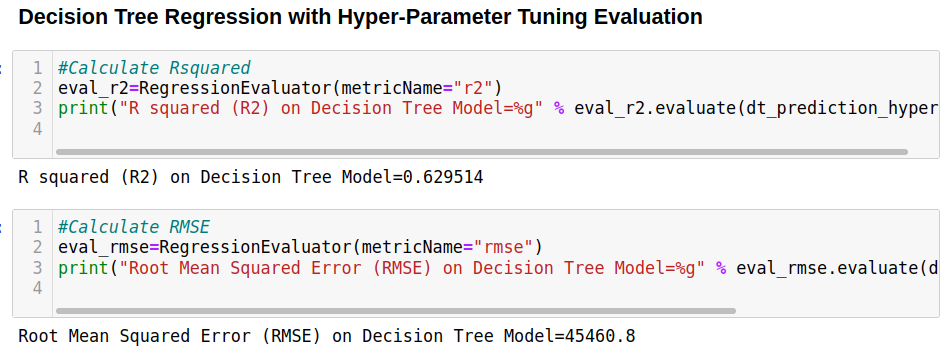 Decision Tree Regression with Hyper-Parameter Tuning Evaluation
1 #Calculate Rsquared
2 eval_r2=RegressionEvaluator(metricName="r2")
3 print("R squared (R2) on Decision Tree Model=%g" % eval_r2.evaluate(dt_prediction_hyper
4
R squared (R2) on Decision Tree Model=0.629514
1 #Calculate RMSE
2 eval_rmse=RegressionEvaluator(metricName="rmse")
3 print("Root Mean Squared Error (RMSE) on Decision Tree Model=%g" % eval_rmse.evaluate(d
4
Root Mean Squared Error (RMSE) on Decision Tree Model=45460.8